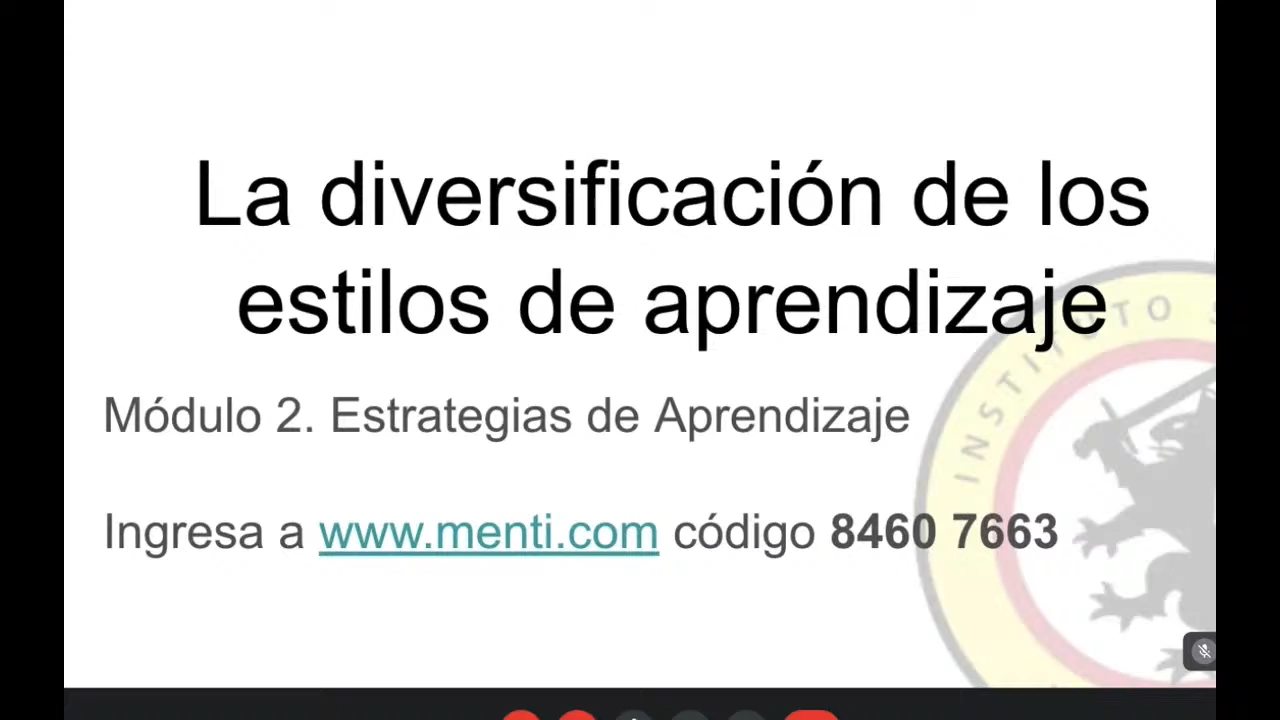 La diversificación de los
estilos de aprendizaje
Módulo 2. Estrategias de Aprendizaje
Ingresa a www.menti.com código 8460 7663
INSTITUTO